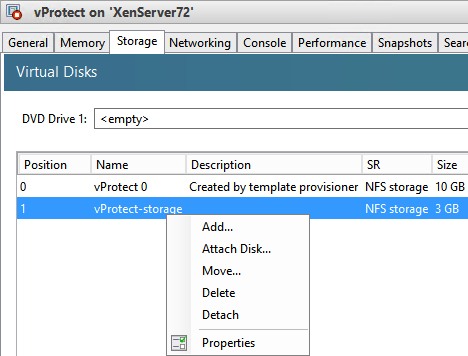 vProtect on 'XenServer72'
General Memory Storage Networking Console Performance Snapshots Sear
Virtual Disks
DVD Drive 1: <empty>
Position Name Description SR Size
0 vProtect 0 Created by template provisioner NFS storage 10 GB
1 vProtect-storage NFS storage 3 GB
Add...
Attach Disk...
Move...
Delete
Detach
Properties